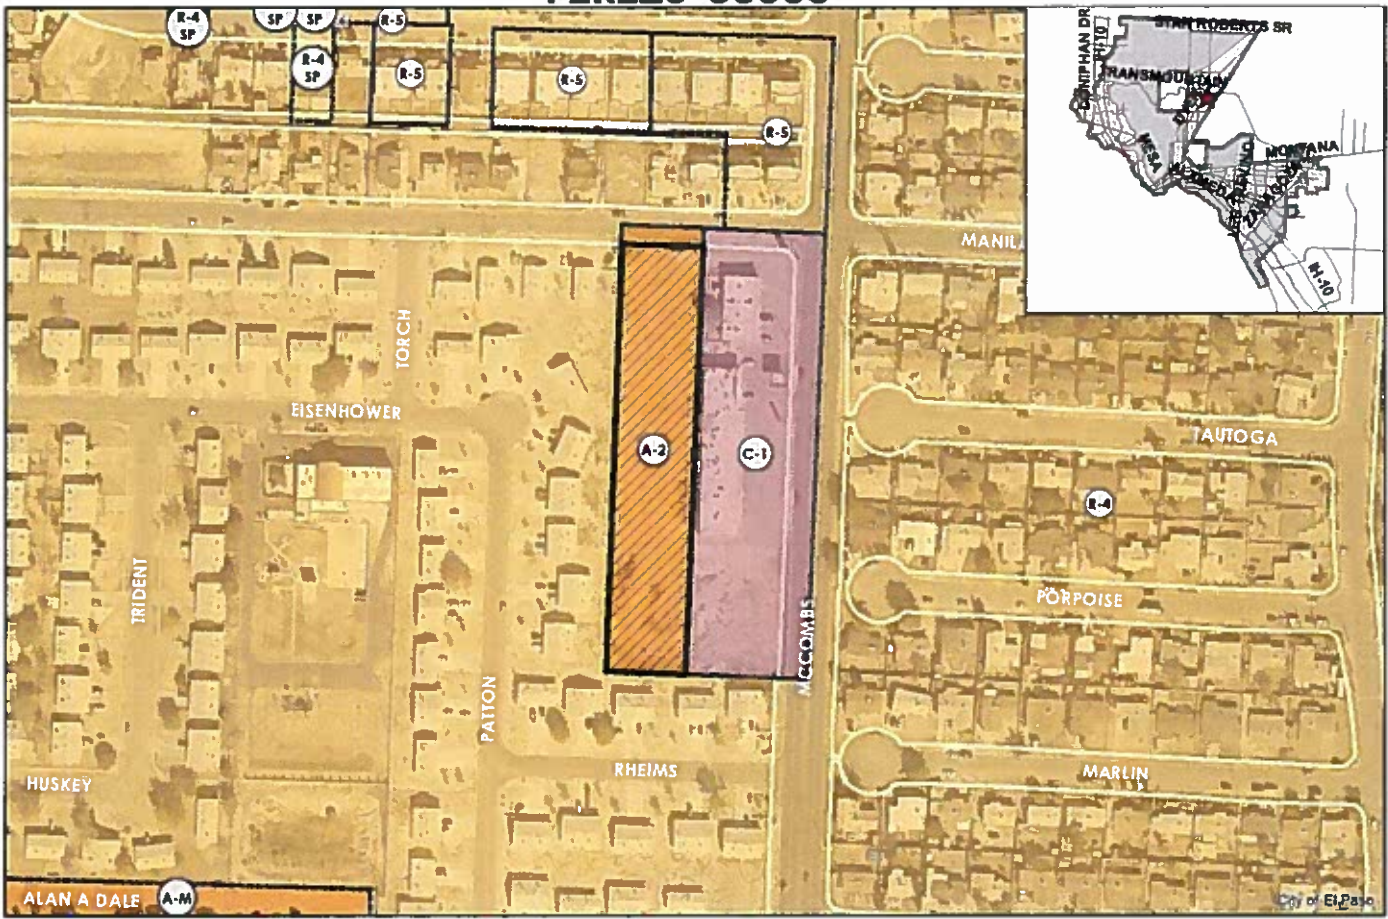 R-4
SP
SP
SP
R-5
R-4
SP
R-5
R-5
R-5
STAN ROBERTS SR
DONIPHAN DR
IH-10
TRANSMOUNTAIN
MESA
MONTANA
IH-10
MANILA
TORCH
EISENHOWER
A-2
C-1
TAUTOGA
R-4
TRIDENT
PORPOISE
MCCOMBS
PATTON
HUSKEY
RHEIMS
MARLIN
ALAN A DALE
A-M
City of El Paso